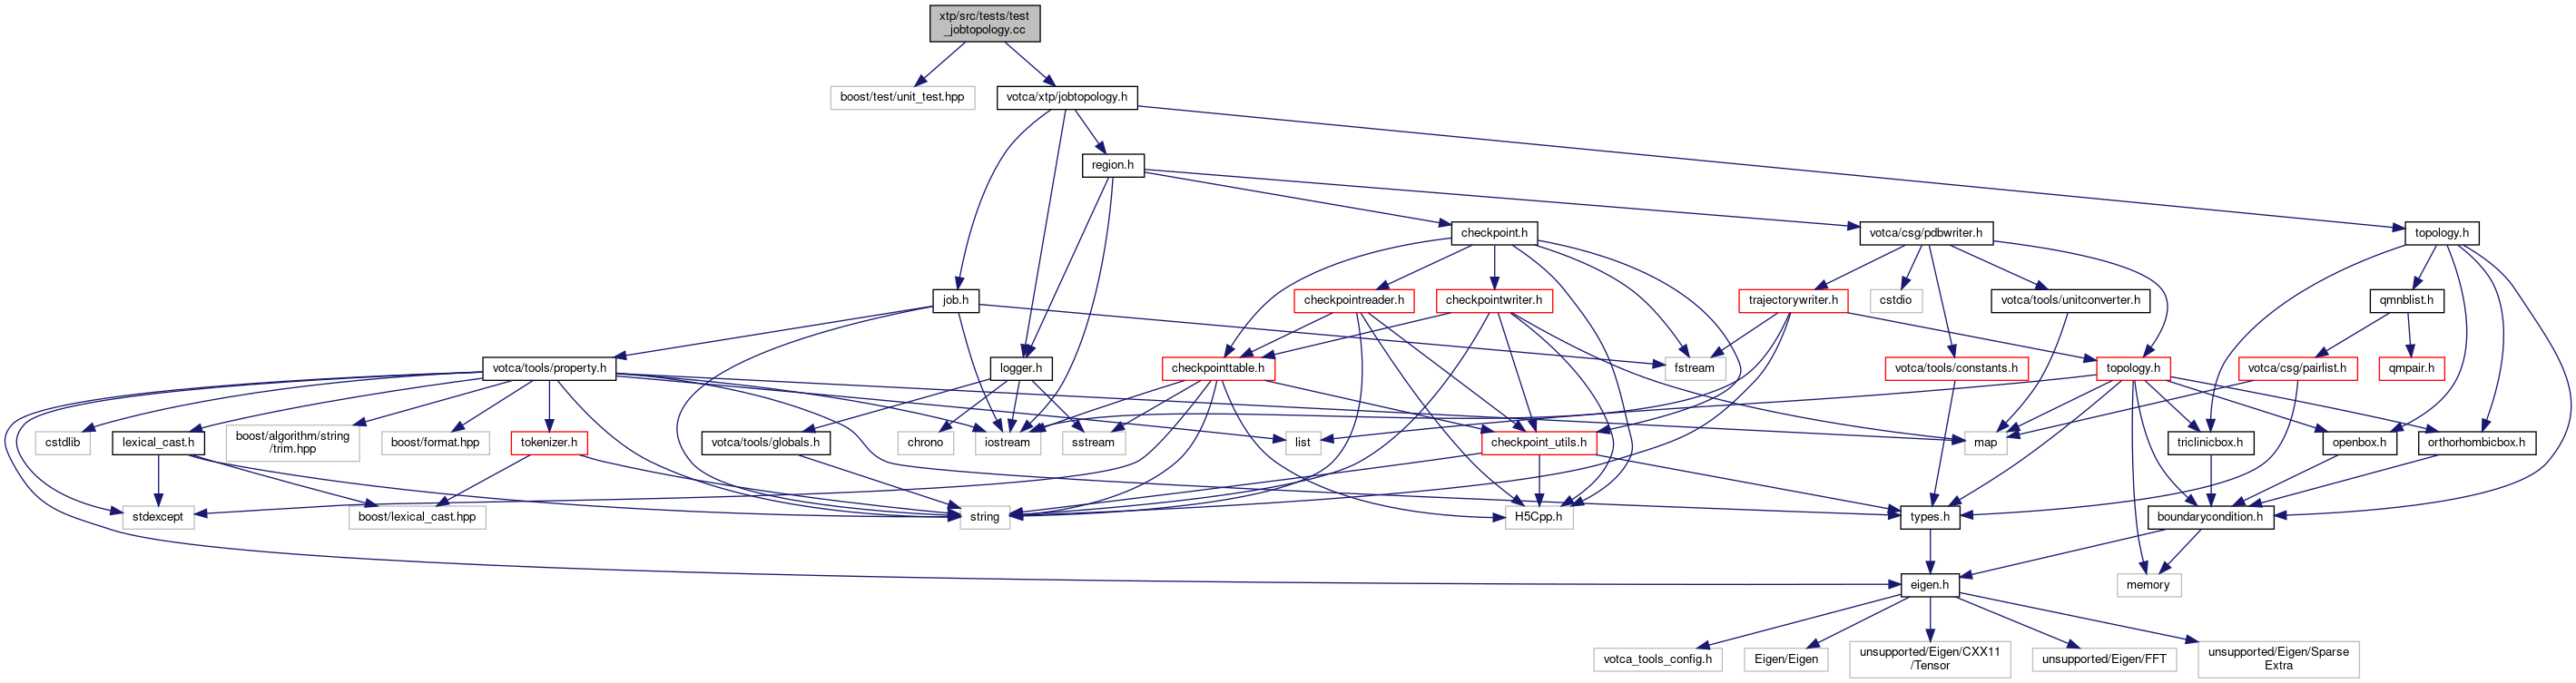 xtp/src/tests/test
_jobtopology.cc
boost/test/unit_test.hpp
votca/xtp/jobtopology.h
region.h
checkpoint.h
votca/csg/pdbwriter.h
topology.h
job.h
checkpointreader.h
checkpointwriter.h
trajectorywriter.h
cstdio
votca/tools/unitconverter.h
qmnblist.h
votca/tools/property.h
logger.h
checkpointtable.h
fstream
votca/tools/constants.h
topology.h
votca/csg/pairlist.h
qmpair.h
cstdlib
lexical_cast.h
boost/algorithm/string
/trim.hpp
boost/format.hpp
tokenizer.h
votca/tools/globals.h
chrono
iostream
sstream
checkpoint_utils.h
list
map
triclinicbox.h
openbox.h
orthorhombicbox.h
stdexcept
boost/lexical_cast.hpp
string
H5Cpp.h
types.h
boundarycondition.h
eigen.h
memory
votca_tools_config.h
Eigen/Eigen
unsupported/Eigen/CXX11
/Tensor
unsupported/Eigen/FFT
unsupported/Eigen/Sparse
Extra